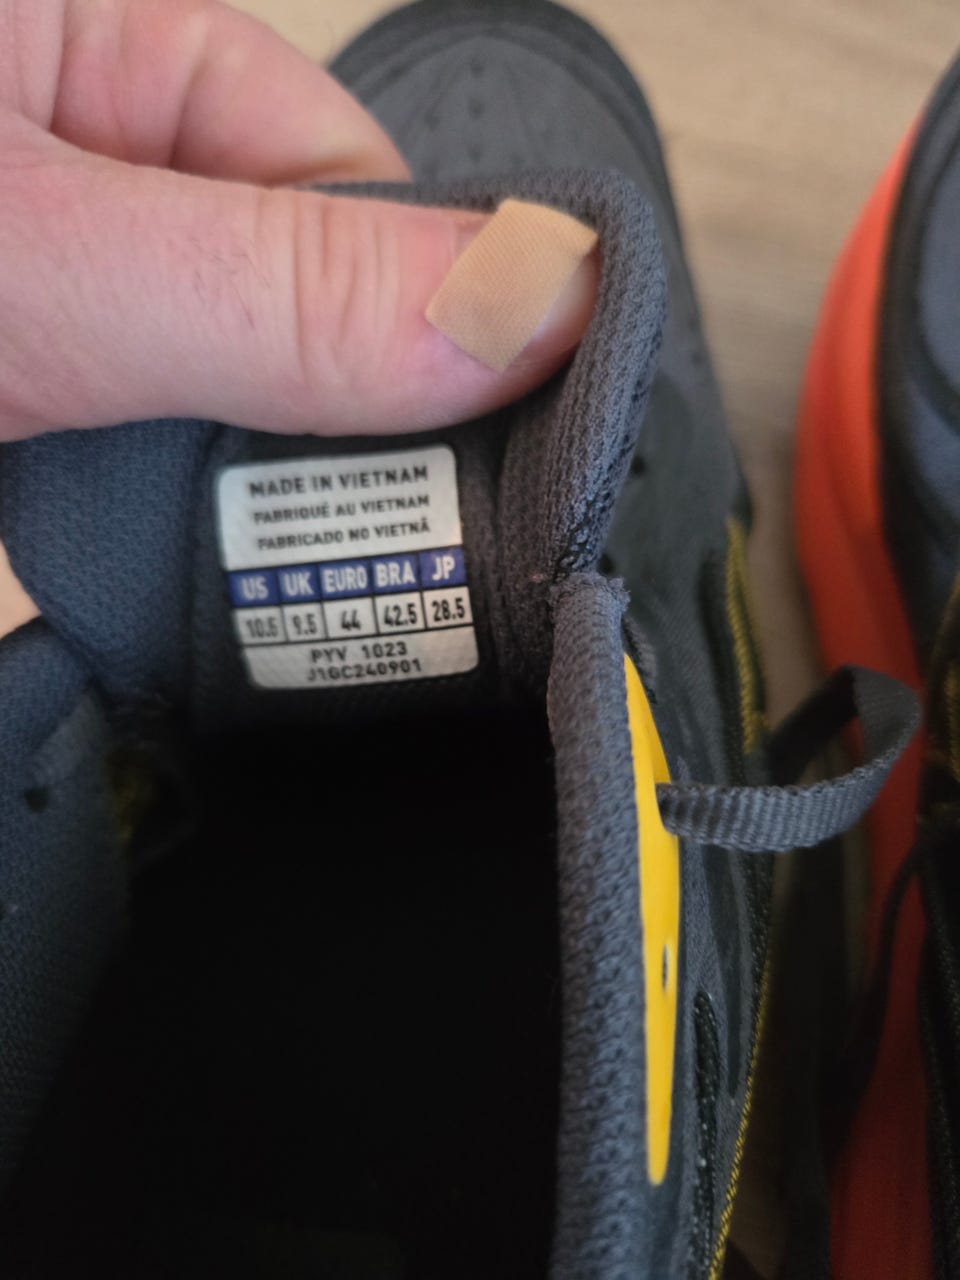 MADE IN VIETNAM
FABRIQUÉ AU VIETNAM
FABRICADO NO VIETNÃ
US UK EURO BRA JP
10.5 9.5 44 42.5 28.5
PYV 1023
J1GC240901